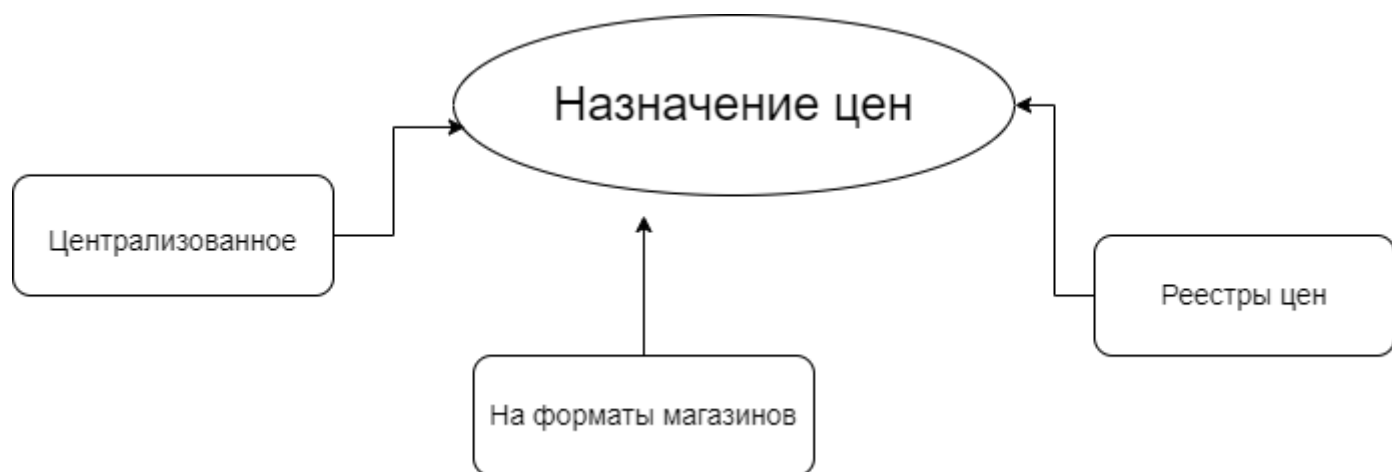 Назначение цен
Централизованное
Реестры цен
На форматы магазинов